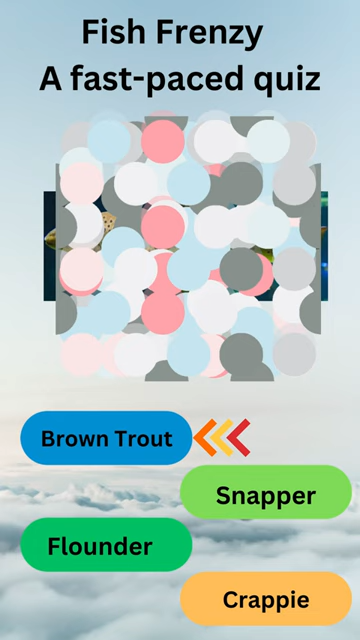 Fish Frenzy
A fast-paced quiz
Brown Trout
Snapper
Flounder
Crappie